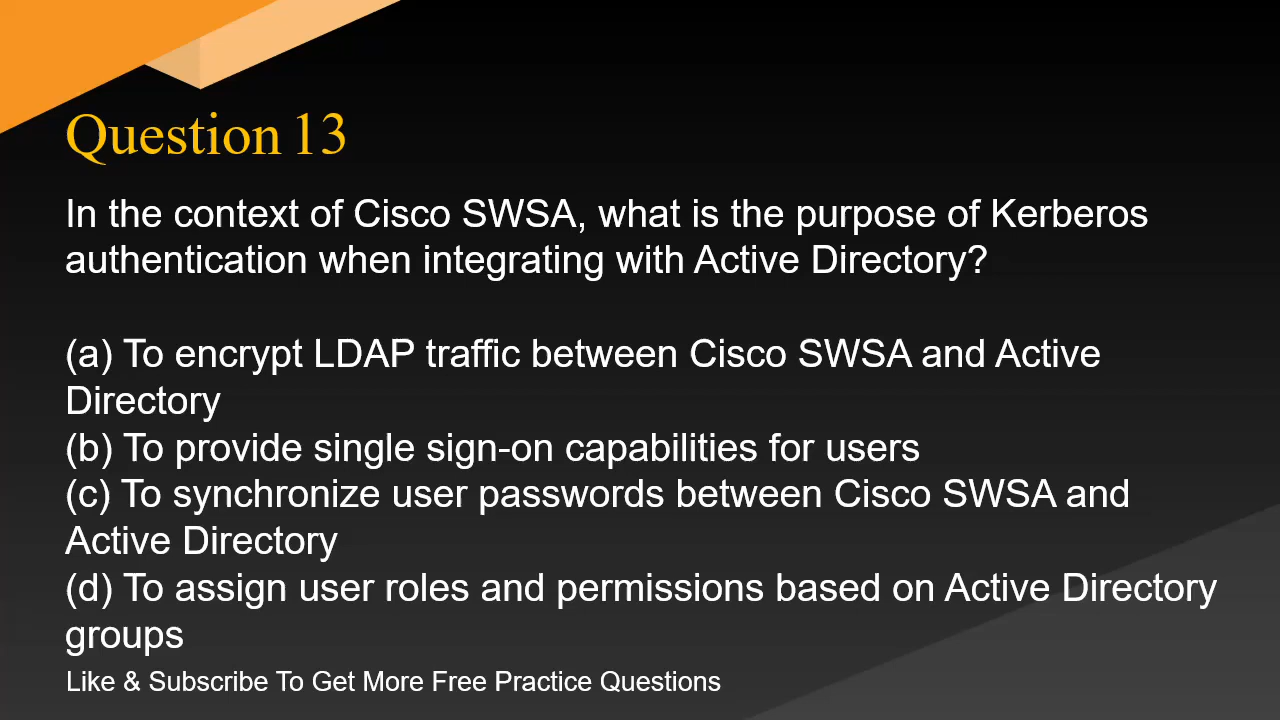 Question 13
In the context of Cisco SWSA, what is the purpose of Kerberos
authentication when integrating with Active Directory?
(a) To encrypt LDAP traffic between Cisco SWSA and Active
Directory
(b) To provide single sign-on capabilities for users
(c) To synchronize user passwords between Cisco SWSA and
Active Directory
(d) To assign user roles and permissions based on Active Directory
groups
Like & Subscribe To Get More Free Practice Questions